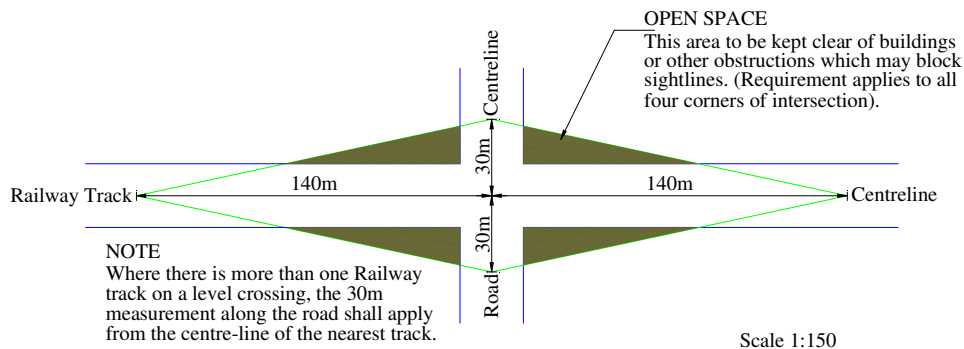 OPEN SPACE
This area to be kept clear of buildings
or other obstructions which may block
sightlines. (Requirement applies to all
four corners of intersection).
Centreline
30m
140m
140m
Railway Track
Centreline
30m
Road
NOTE
Where there is more than one Railway
track on a level crossing, the 30m
measurement along the road shall apply
from the centre-line of the nearest track.
Scale 1:150